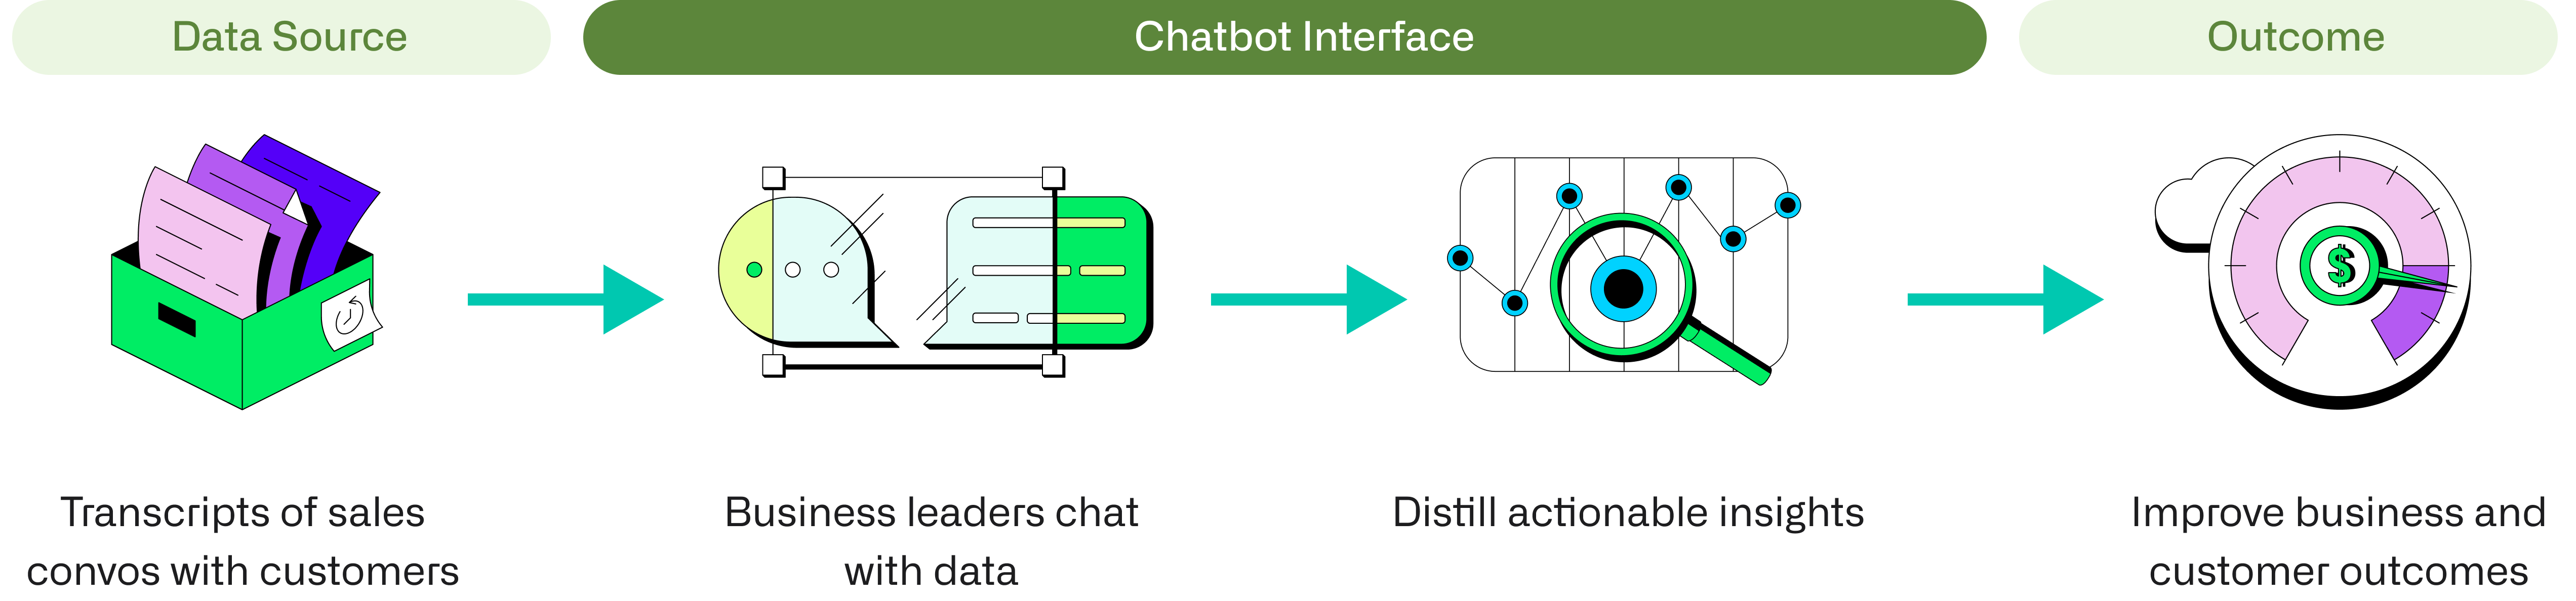 Data Source
Chatbot Interface
Outcome
$
Transcripts of sales
convos with customers
Business leaders chat
with data
Distill actionable insights
Improve business and
customer outcomes